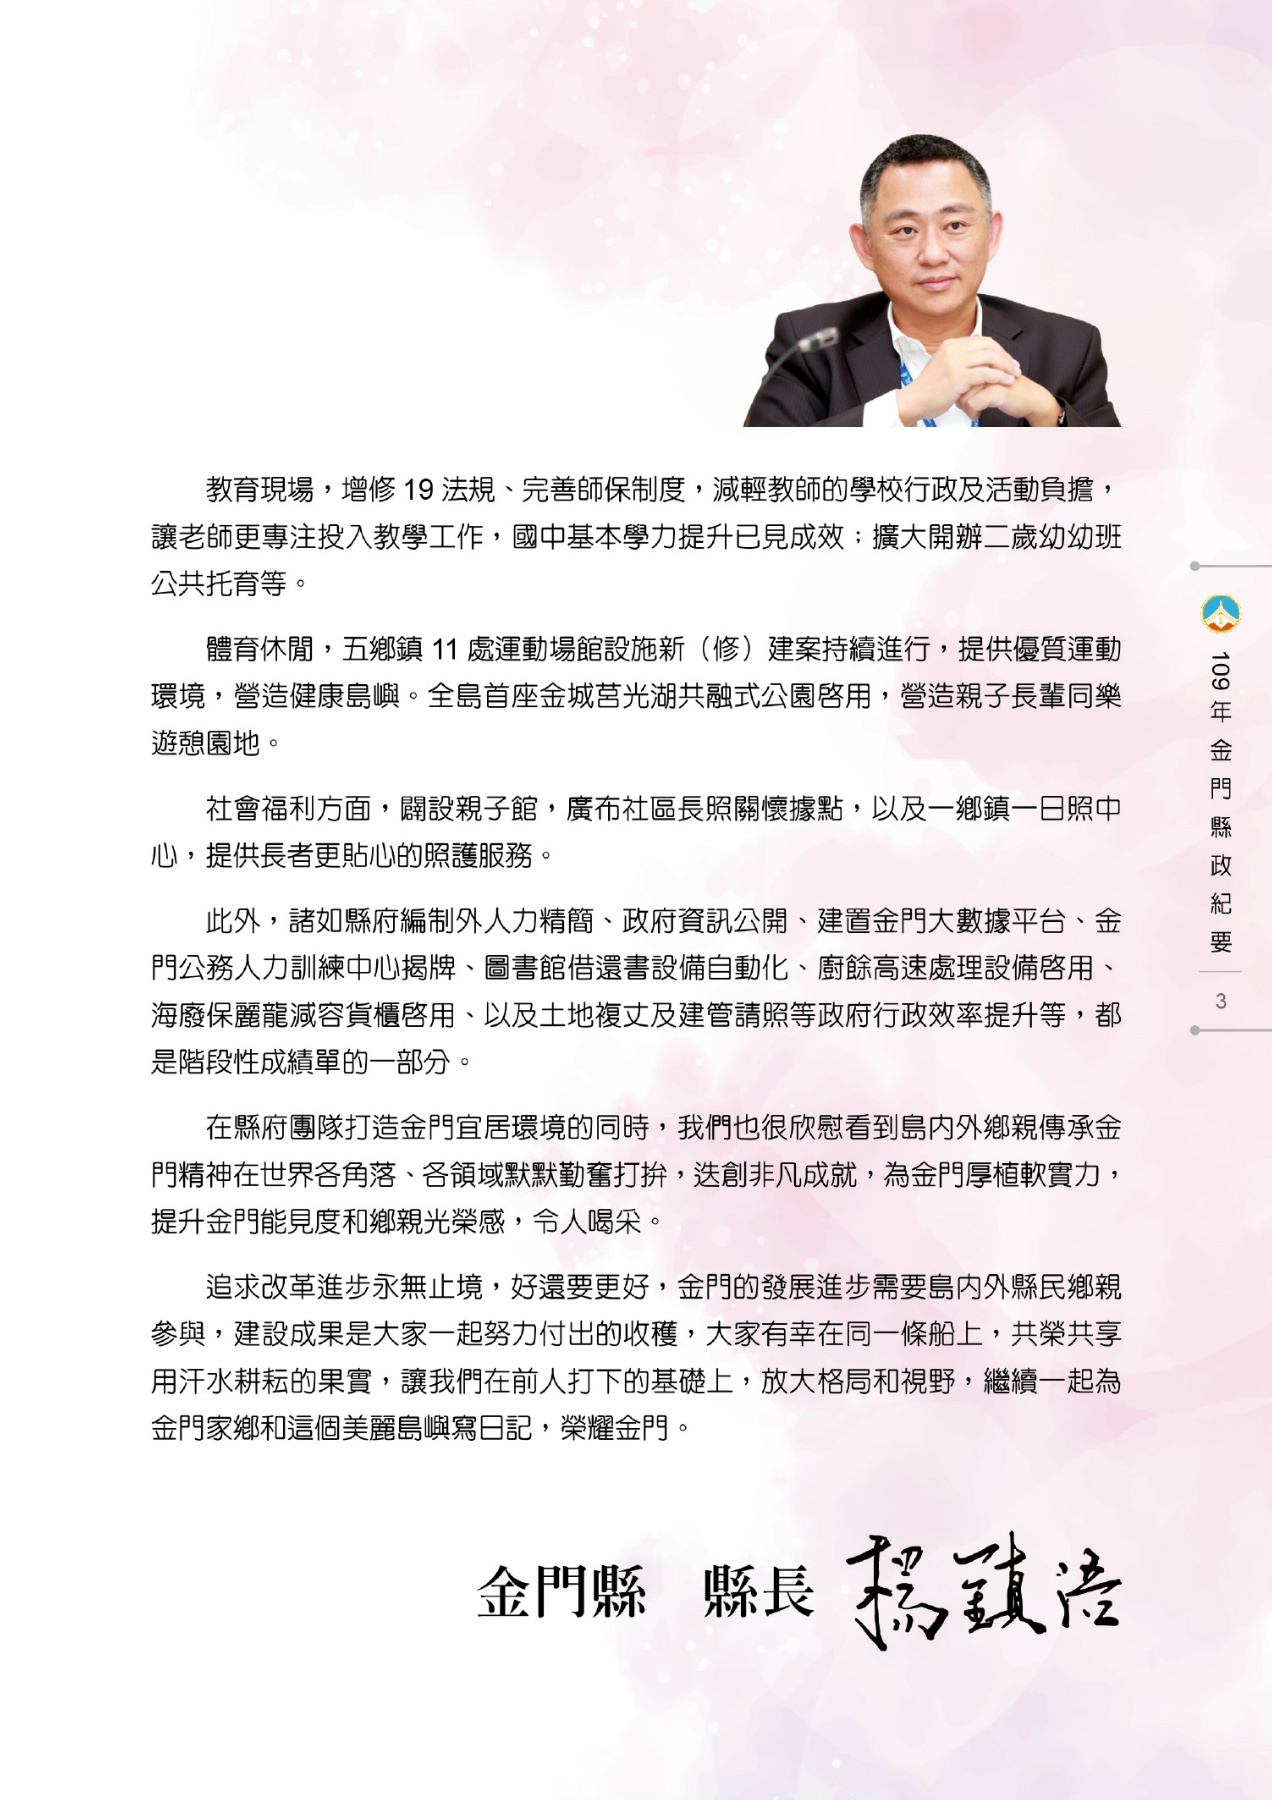 教育現場，增修 19 法規、完善師保制度，減輕教師的學校行政及活動負擔，
讓老師更專注投入教學工作，國中基本學力提升已見成效；擴大開辦二歲幼幼班
公共托育等。
體育休閒，五鄉鎮 11 處運動場館設施新（修）建案持續進行，提供優質運動
環境，營造健康島嶼。全島首座金城莒光湖共融式公園啓用，營造親子長輩同樂
遊憩園地。
社會福利方面，闢設親子館，廣布社區長照關懷據點，以及一鄉鎮一日照中
心，提供長者更貼心的照護服務。
此外，諸如縣府編制外人力精簡、政府資訊公開、建置金門大數據平台、金
門公務人力訓練中心揭牌、圖書館借還書設備自動化、廚餘高速處理設備啓用、
海廢保麗龍減容貨櫃啓用、以及土地複丈及建管請照等政府行政效率提升等，都
是階段性成績單的一部分。
在縣府團隊打造金門宜居環境的同時，我們也很欣慰看到島內外鄉親傳承金
門精神在世界各角落、各領域默默勤奮打拚，迭創非凡成就，為金門厚植軟實力，
提升金門能見度和鄉親光榮感，令人喝采。
追求改革進步永無止境，好還要更好，金門的發展進步需要島內外縣民鄉親
參與，建設成果是大家一起努力付出的收穫，大家有幸在同一條船上，共榮共享
用汗水耕耘的果實，讓我們在前人打下的基礎上，放大格局和視野，繼續一起為
金門家鄉和這個美麗島嶼寫日記，榮耀金門。
金門縣　縣長 楊鎮浯
109年金門縣政紀要
3